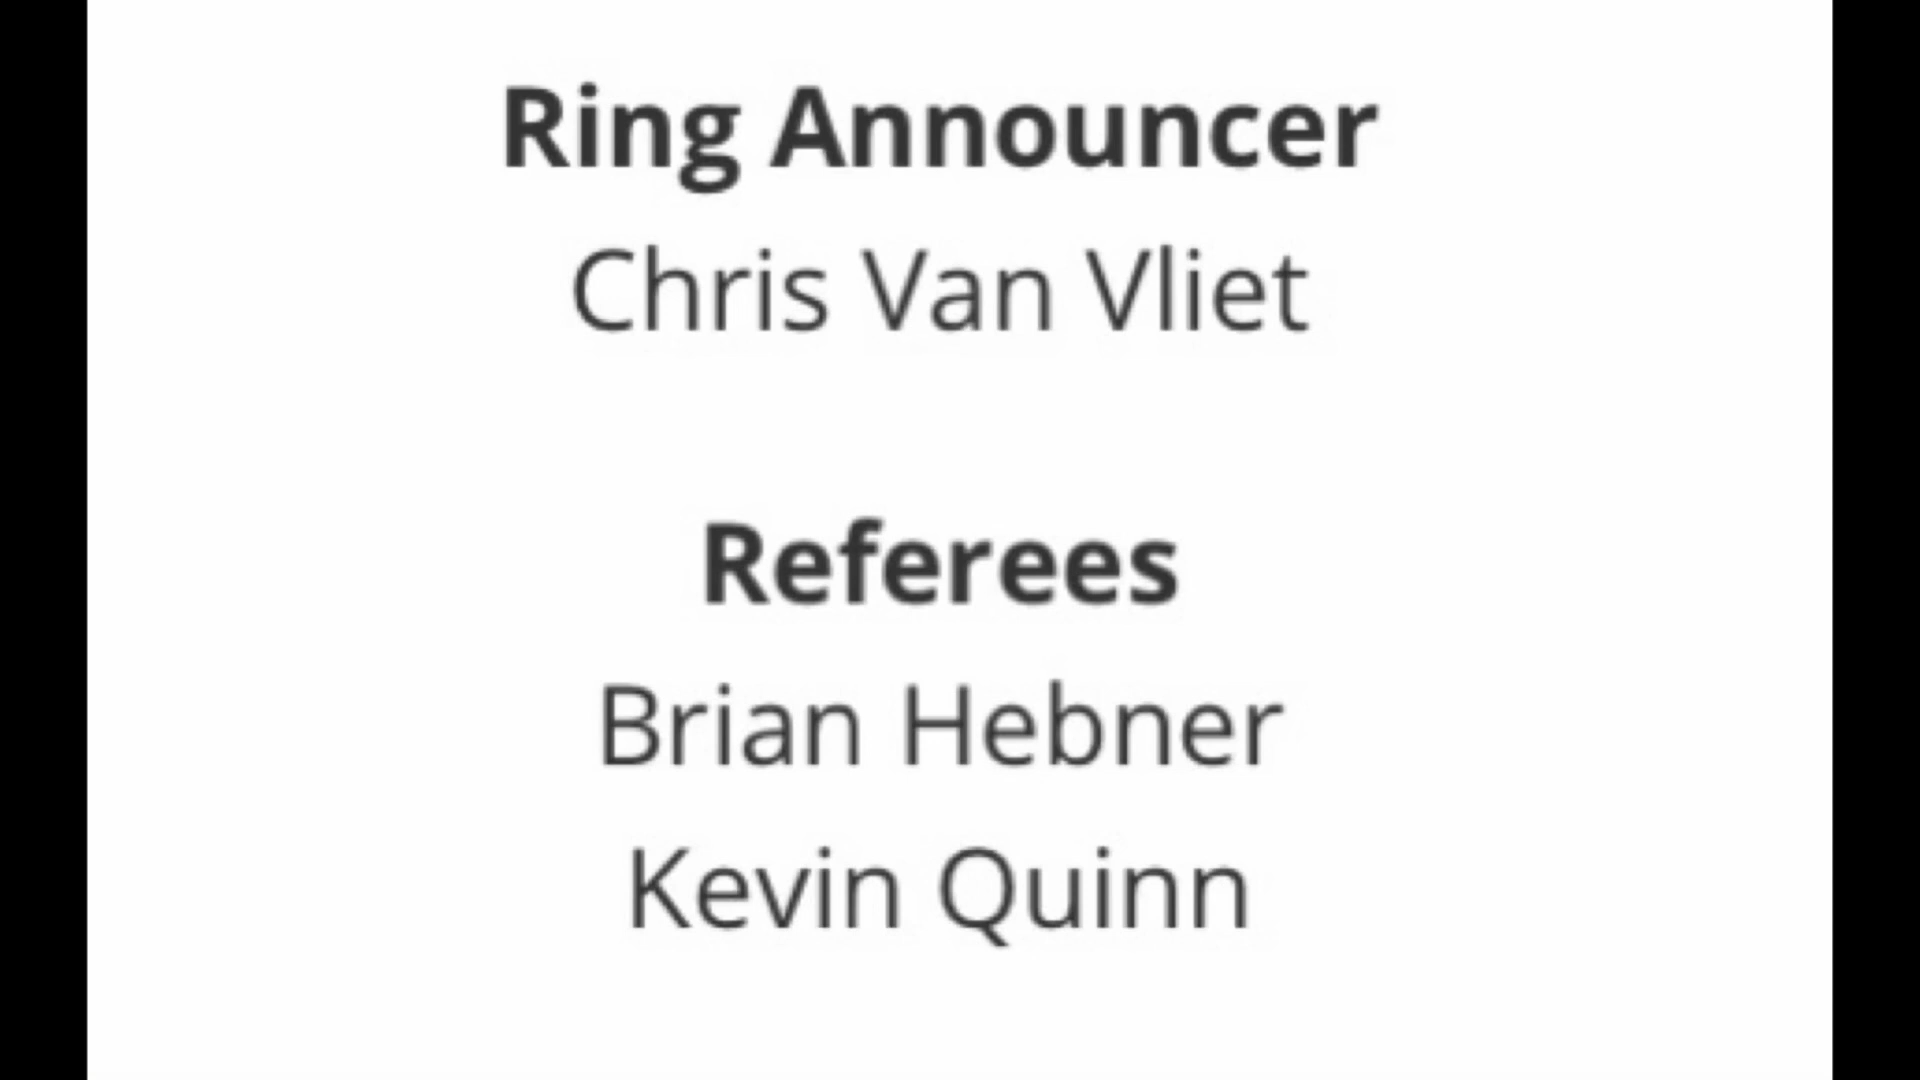 Ring Announcer
Chris Van Vliet
Referees
Brian Hebner
Kevin Quinn